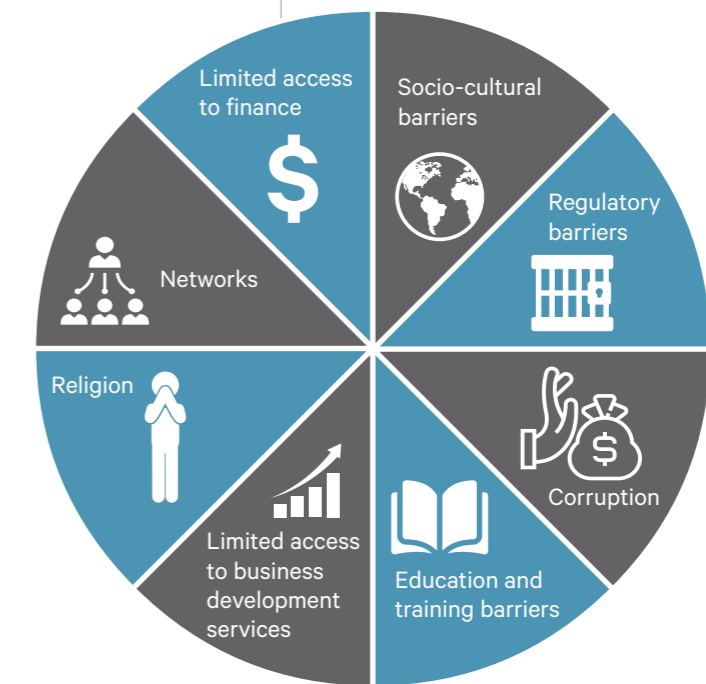 Limited access
to finance
$
Socio-cultural
barriers
Regulatory
barriers
$
Corruption
Education and
training barriers
Limited access
to business
development
services
Religion
Networks